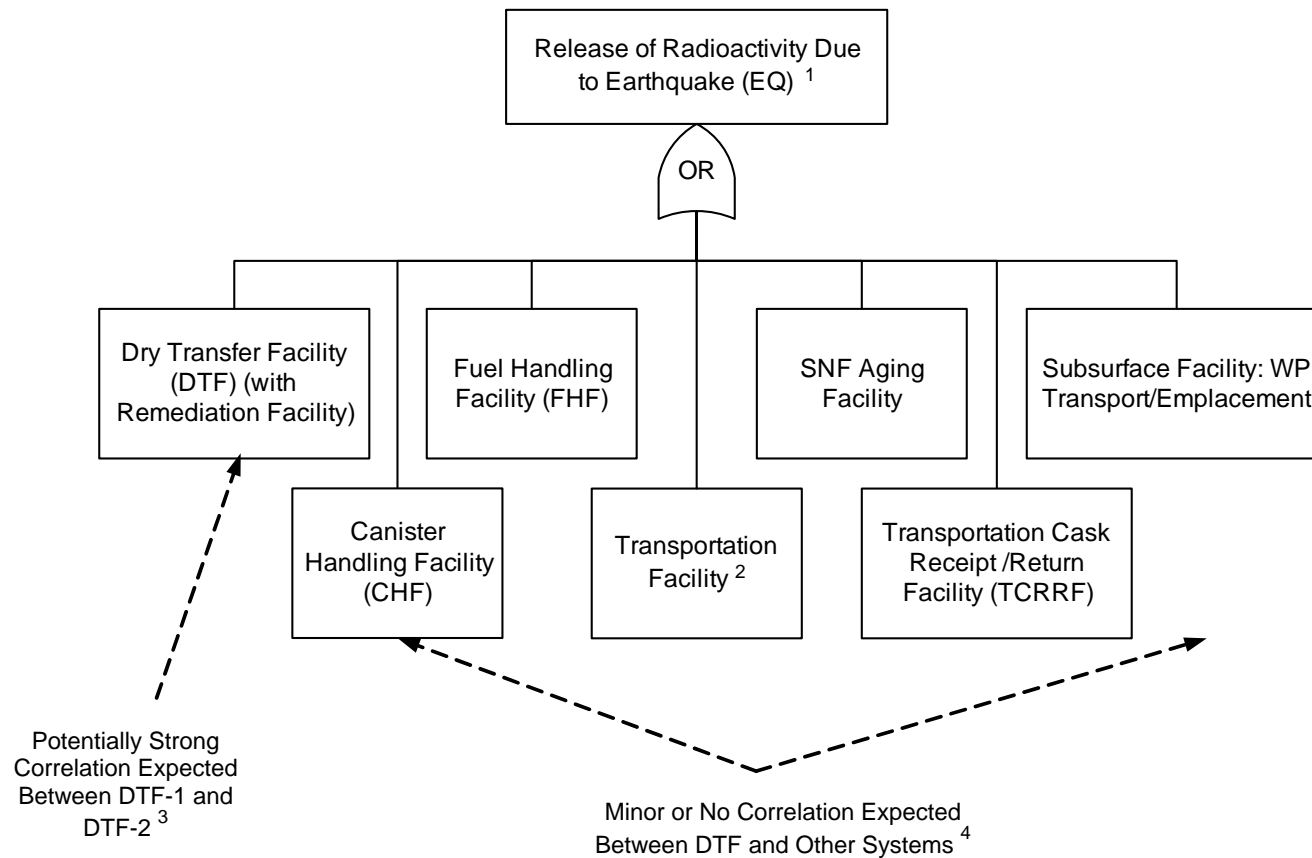 Release of Radioactivity Due
to Earthquake (EQ) 1
OR
Dry Transfer Facility
(DTF) (with
Remediation Facility)
Fuel Handling
Facility (FHF)
SNF Aging
Facility
Subsurface Facility: WP
Transport/Emplacement
Canister
Handling Facility
(CHF)
Transportation
Facility 2
Transportation Cask
Receipt /Return
Facility (TCRRF)
Potentially Strong
Correlation Expected
Between DTF-1 and
DTF-2 3
Minor or No Correlation Expected
Between DTF and Other Systems 4